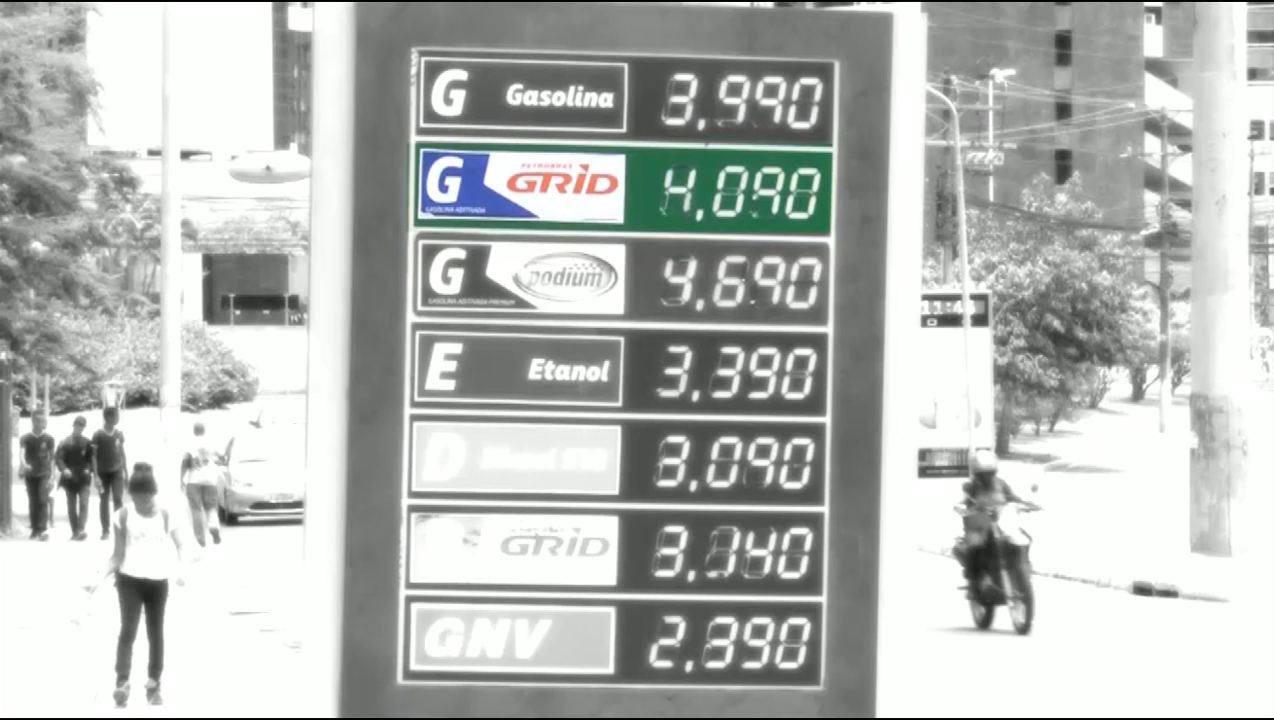 G Gasolina 3,990
PETROBRAS
G GRID 4,090
GASOLINA ADITIVADA
G podium 4,690
GASOLINA ADITIVADA PREMIUM
E Etanol 3,390
D 3,090
GRID 3,340
GNV 2,390